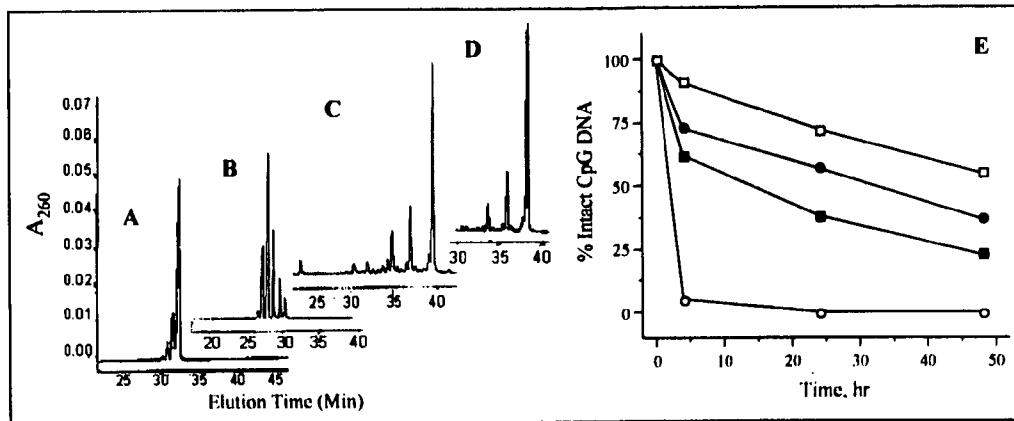 A
B
C
D
E
A260
0.07
0.06
0.05
0.04
0.03
0.02
0.01
0.00
25 30 35 40 45
20 25 30 35 40
25 30 35 40
30 35 40
Elution Time (Min)
% Intact CpG DNA
100
75
50
25
0
0 10 20 30 40 50
Time, hr